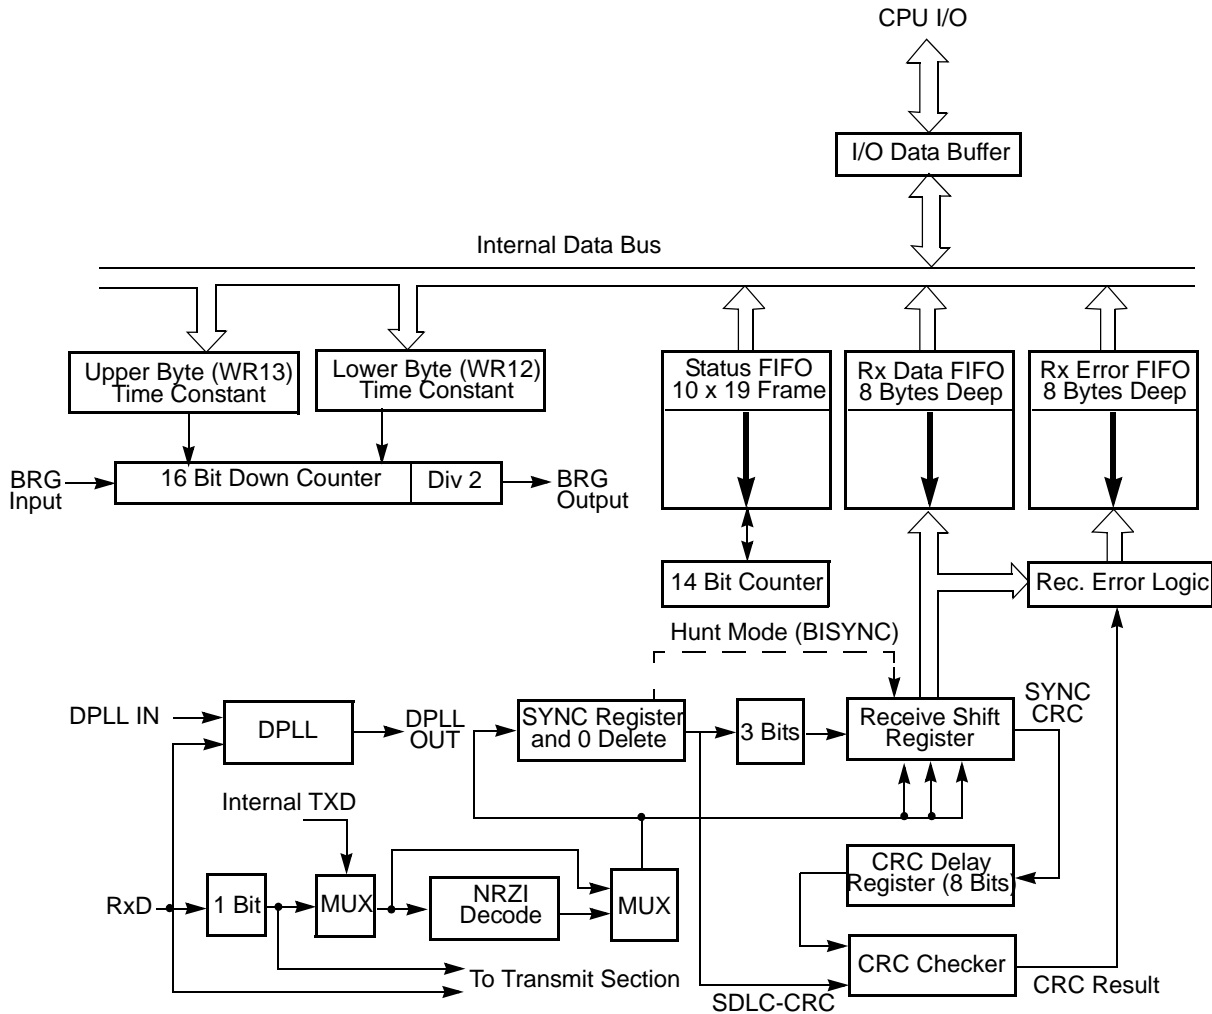 CPU I/O
I/O Data Buffer
Internal Data Bus
Upper Byte (WR13)
Time Constant
Lower Byte (WR12)
Time Constant
Status FIFO
10 x 19 Frame
Rx Data FIFO
8 Bytes Deep
Rx Error FIFO
8 Bytes Deep
BRG
Input
16 Bit Down Counter
Div 2
BRG
Output
14 Bit Counter
Rec. Error Logic
Hunt Mode (BISYNC)
DPLL IN
DPLL
DPLL
OUT
SYNC Register
and 0 Delete
3 Bits
Receive Shift
Register
SYNC
CRC
Internal TXD
RxD
1 Bit
MUX
NRZI
Decode
MUX
CRC Delay
Register (8 Bits)
To Transmit Section
CRC Checker
SDLC-CRC
CRC Result